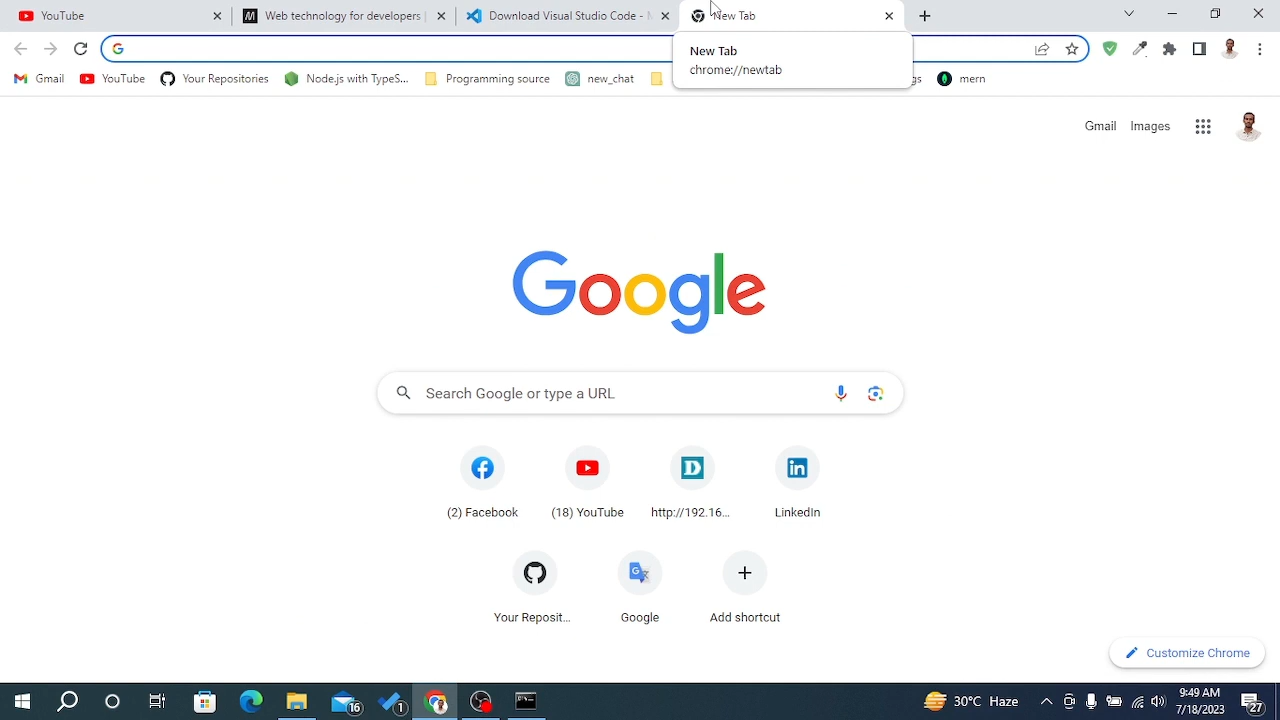 YouTube
Web technology for developers |
Download Visual Studio Code -
New Tab
New Tab
chrome://newtab
Gmail
YouTube
Your Repositories
Node.js with TypeS...
Programming source
new_chat
mern
Gmail
Images
Google
Search Google or type a URL
(2) Facebook
(18) YouTube
http://192.16...
LinkedIn
Your Reposit...
Google
Add shortcut
Customize Chrome
16
1
30°C Haze
5:49 AM
7/18/2023
27